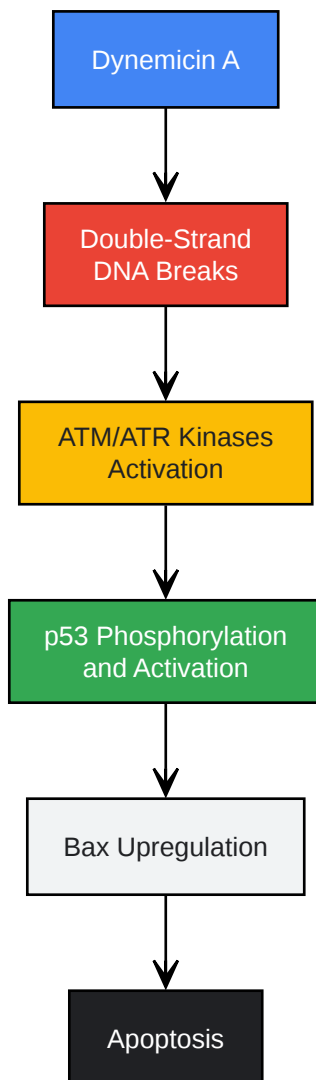 Dynemicin A
Double-Strand
DNA Breaks
ATM/ATR Kinases
Activation
p53 Phosphorylation
and Activation
Bax Upregulation
Apoptosis